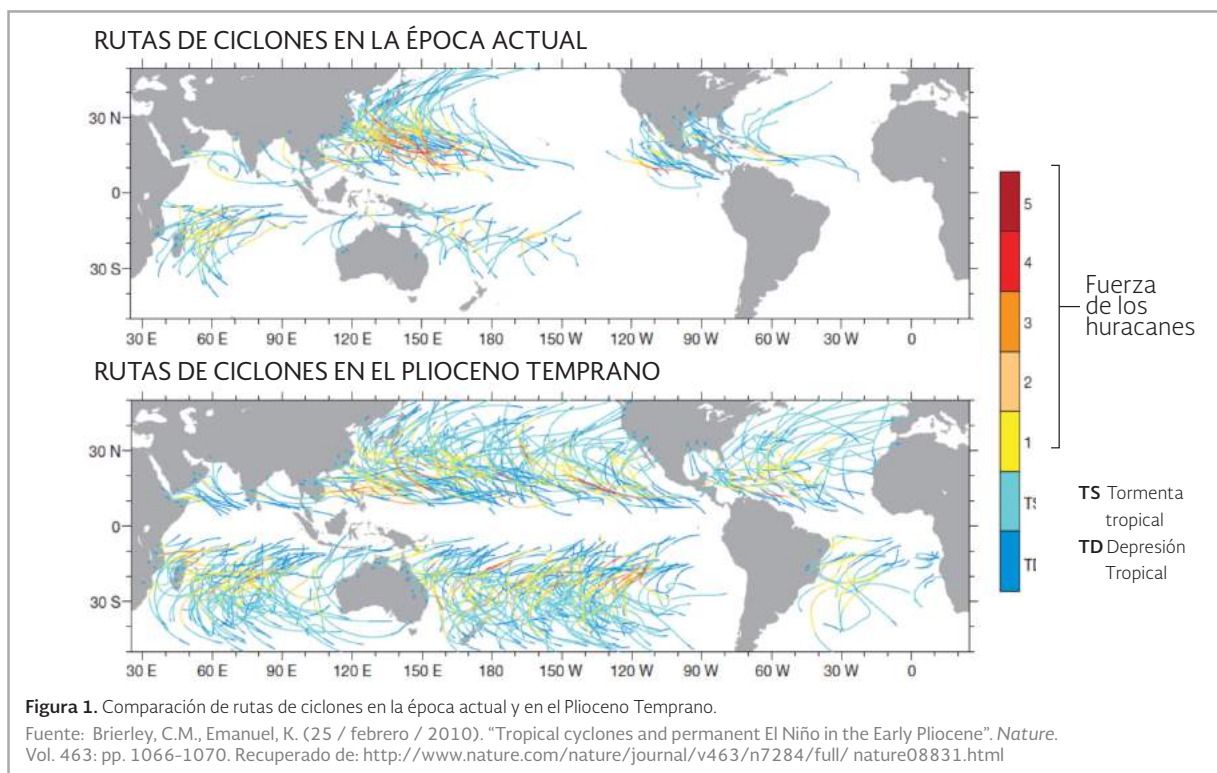 RUTAS DE CICLONES EN LA ÉPOCA ACTUAL
30 N
0
30 S
30 E 60 E 90 E 120 E 150 E 180 150 W 120 W 90 W 60 W 30 W 0
RUTAS DE CICLONES EN EL PLIOCENO TEMPRANO
30 N
0
30 S
30 E 60 E 90 E 120 E 150 E 180 150 W 120 W 90 W 60 W 30 W 0
5
4
3
2
1
TS
Fuerza
de los
huracanes
TS Tormenta
tropical
TD Depresión
Tropical
Figura 1. Comparación de rutas de ciclones en la época actual y en el Plioceno Temprano.
Fuente: Brierley, C.M., Emanuel, K. (25 / febrero / 2010). “Tropical cyclones and permanent El Niño in the Early Pliocene”. Nature.
Vol. 463: pp. 1066-1070. Recuperado de: http://www.nature.com/nature/journal/v463/n7284/full/ nature08831.html